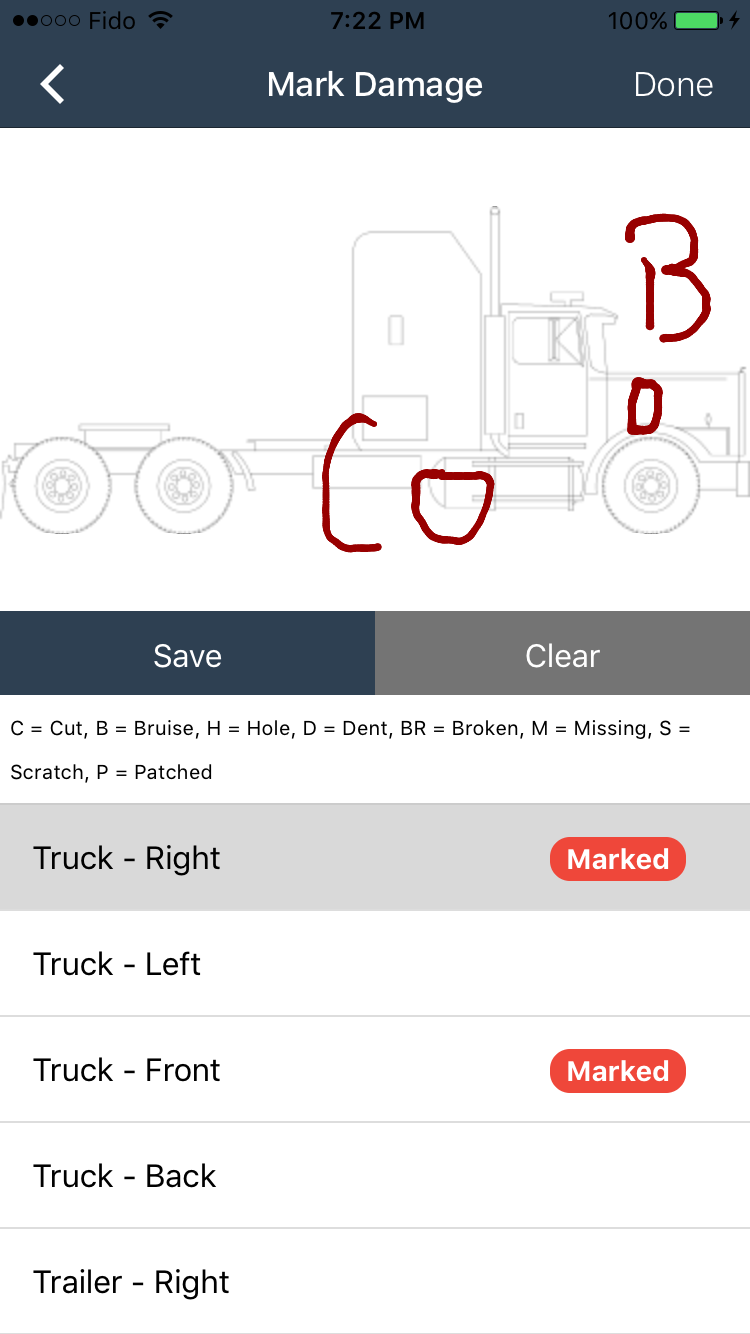 Fido 7:22 PM 100%
Mark Damage Done
B
C
Save Clear
C = Cut, B = Bruise, H = Hole, D = Dent, BR = Broken, M = Missing, S =
Scratch, P = Patched
Truck - Right Marked
Truck - Left
Truck - Front Marked
Truck - Back
Trailer - Right